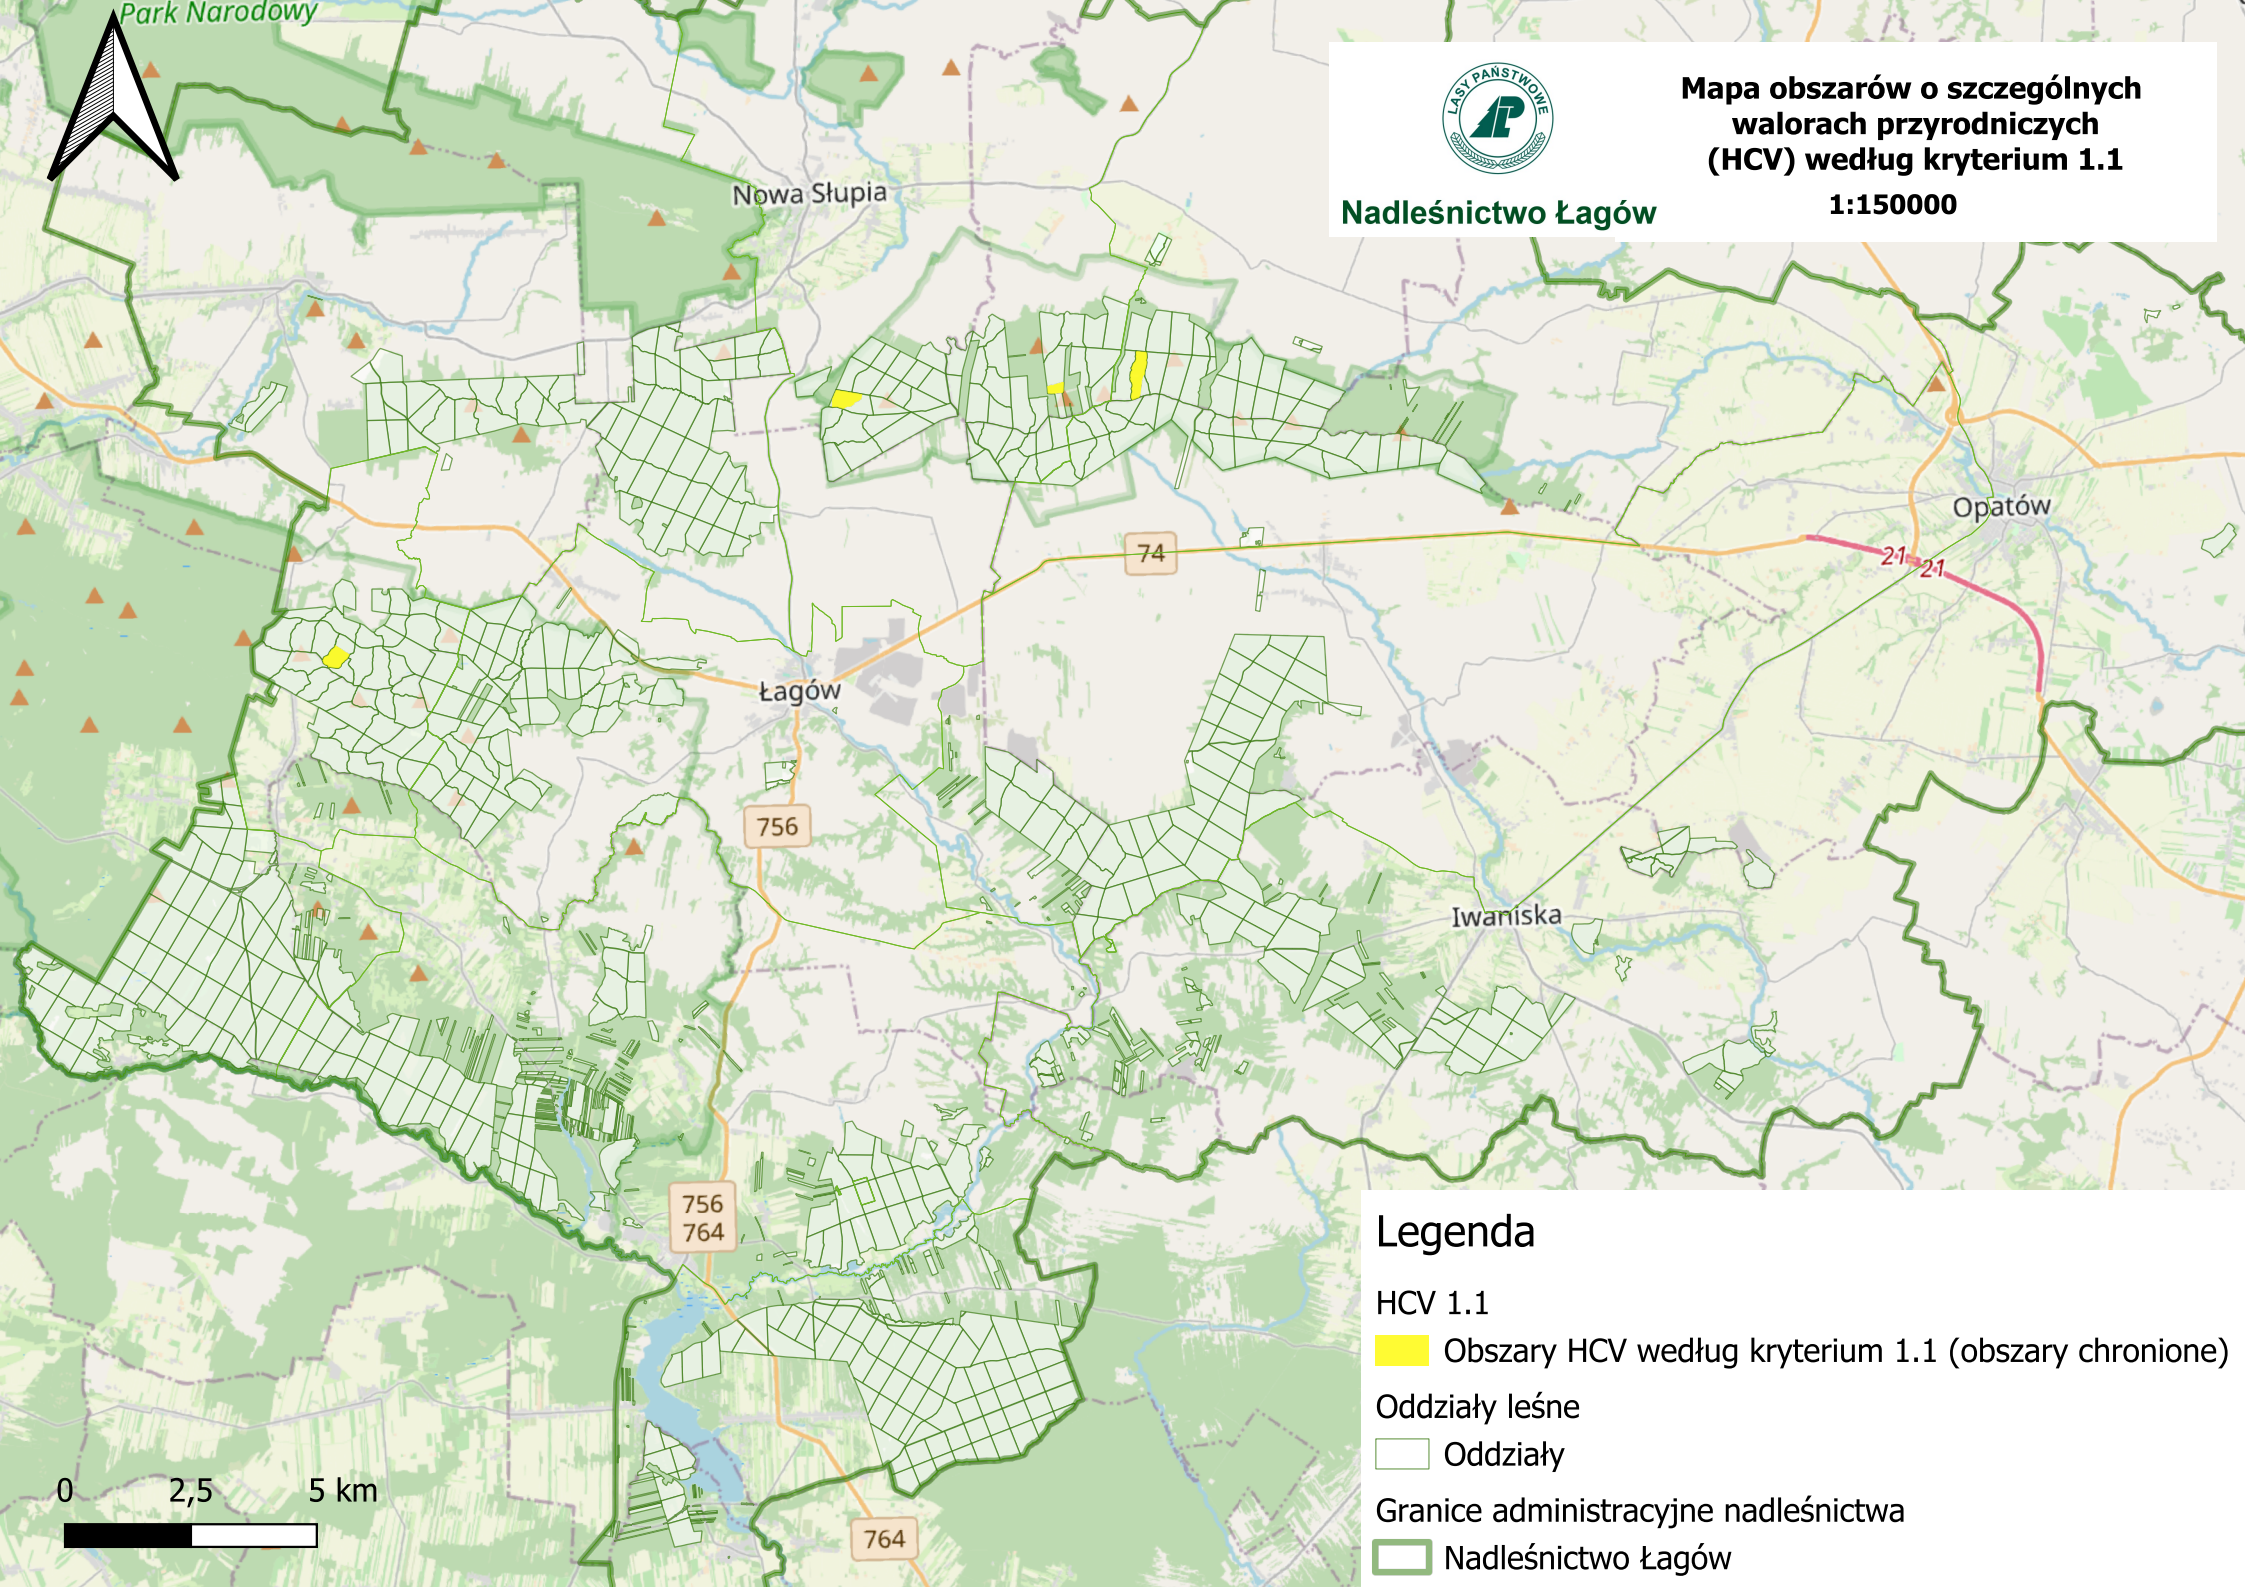 Park Narodowy
LASY PAŃSTWOWE
Mapa obszarów o szczególnych
walorach przyrodniczych
(HCV) według kryterium 1.1
1:150000
Nadleśnictwo Łagów
Nowa Słupia
Opatów
74
21
21
Łagów
756
Iwaniska
756
764
764
0 2,5 5 km
Legenda
HCV 1.1
Obszary HCV według kryterium 1.1 (obszary chronione)
Oddziały leśne
Oddziały
Granice administracyjne nadleśnictwa
Nadleśnictwo Łagów